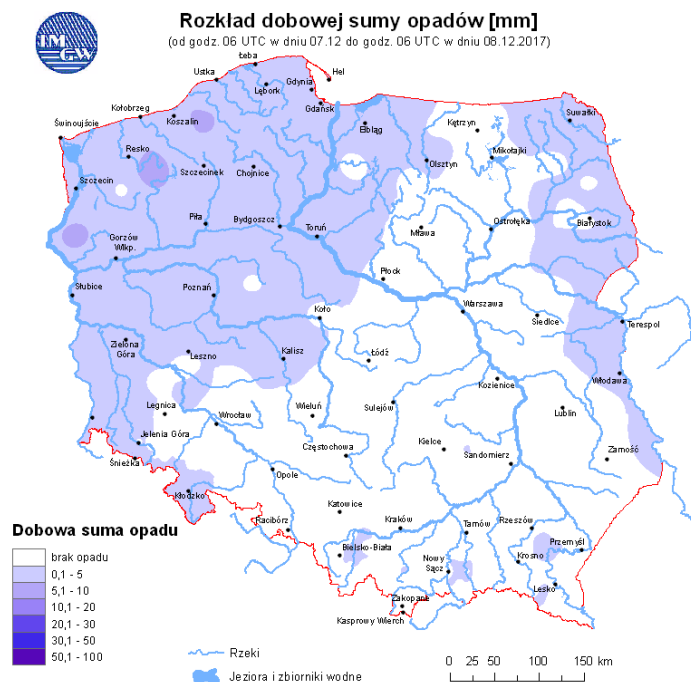 Rozkład dobowej sumy opadów [mm]
(od godz. 06 UTC w dniu 07.12 do godz. 06 UTC w dniu 08.12.2017)
IM
GW
Łeba
Ustka
Hel
Gdynia
Lębork
Gdańsk
Kołobrzeg
Koszalin
Świnoujście
Elbląg
Kętrzyn
Suwałki
Resko
Mikołajki
Olsztyn
Szczecinek
Chojnice
Szczecin
Piła
Bydgoszcz
Toruń
Mława
Ostrołęka
Białystok
Gorzów
Wlkp.
Płock
Słubice
Poznań
Koło
Warszawa
Siedlce
Terespol
Zielona
Góra
Leszno
Kalisz
Łódź
Włodawa
Kozienice
Legnica
Wrocław
Wieluń
Sulejów
Lublin
Jelenia Góra
Częstochowa
Kielce
Zamość
Śnieżka
Opole
Sandomierz
Kłodzko
Katowice
Racibórz
Kraków
Tarnów
Rzeszów
Bielsko-Biała
Nowy
Sącz
Krosno
Przemyśl
Lesko
Zakopane
Kasprowy Wierch
Dobowa suma opadu
brak opadu
0,1 - 5
5,1 - 10
10,1 - 20
20,1 - 30
30,1 - 50
50,1 - 100
Rzeki
Jeziora i zbiorniki wodne
0 25 50 100 150 km